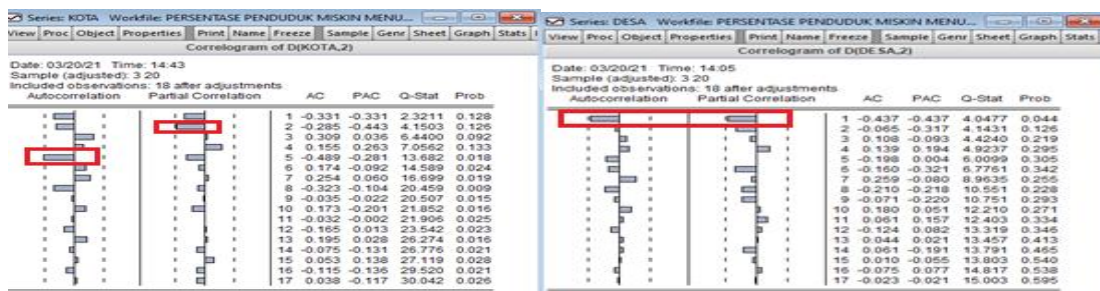 Series: KOTA Workfile: PERSENTASE PENDUDUK MISKIN MENU...
View Proc Object Properties Print Name Freeze Sample Genr Sheet Graph Stats
Correlogram of D(KOTA,2)
Date: 03/20/21 Time: 14:43
Sample (adjusted): 3 20
Included observations: 18 after adjustments
Autocorrelation Partial Correlation AC PAC Q-Stat Prob
1 -0.331 -0.331 2.3211 0.128
2 -0.285 -0.443 4.1503 0.126
3 0.309 0.036 6.4400 0.092
4 0.155 0.263 7.0562 0.133
5 -0.489 -0.281 13.682 0.018
6 0.174 -0.092 14.589 0.024
7 0.254 0.060 16.699 0.019
8 -0.323 -0.104 20.459 0.009
9 -0.035 -0.022 20.507 0.015
10 0.173 -0.201 21.852 0.016
11 -0.032 -0.002 21.906 0.025
12 -0.165 0.013 23.542 0.023
13 0.195 0.028 26.274 0.016
14 -0.075 -0.131 26.776 0.021
15 0.053 0.138 27.119 0.028
16 -0.115 -0.136 29.520 0.021
17 0.038 -0.117 30.042 0.026
Series: DESA Workfile: PERSENTASE PENDUDUK MISKIN MENU...
View Proc Object Properties Print Name Freeze Sample Genr Sheet Graph Stats
Correlogram of D(DESA,2)
Date: 03/20/21 Time: 14:05
Sample (adjusted): 3 20
Included observations: 18 after adjustments
Autocorrelation Partial Correlation AC PAC Q-Stat Prob
1 -0.437 -0.437 4.0477 0.044
2 -0.065 -0.317 4.1431 0.126
3 0.108 -0.093 4.4240 0.219
4 0.139 0.194 4.9237 0.295
5 -0.198 0.004 6.0099 0.305
6 -0.160 -0.321 6.7761 0.342
7 0.259 -0.080 8.9635 0.255
8 -0.210 -0.218 10.551 0.228
9 -0.071 -0.220 10.751 0.293
10 0.180 0.051 12.210 0.271
11 0.061 0.157 12.403 0.334
12 -0.124 0.082 13.319 0.346
13 0.044 0.021 13.457 0.413
14 0.061 -0.191 13.791 0.465
15 0.010 -0.055 13.803 0.540
16 -0.075 0.077 14.817 0.538
17 -0.023 -0.021 15.003 0.595